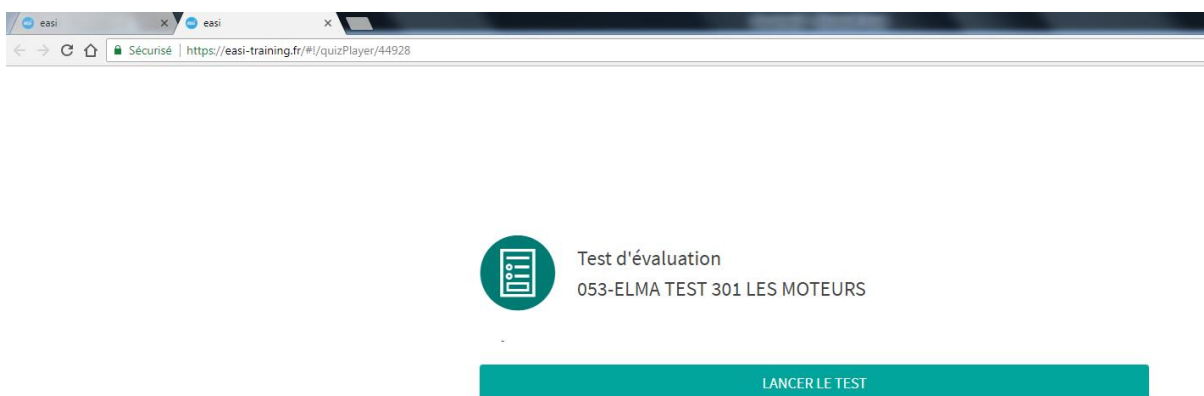 easi
easi
Sécurisé | https://easi-training.fr/#!/quizPlayer/44928
Test d'évaluation
053-ELMA TEST 301 LES MOTEURS
-
LANCER LE TEST